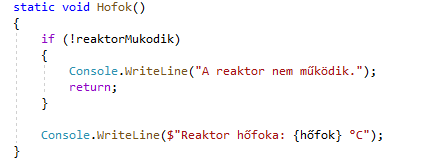 static void Hofok()
{
    if (!reaktorMukodik)
    {
        Console.WriteLine("A reaktor nem működik.");
        return;
    }
    Console.WriteLine($"Reaktor hőfoka: {hőfok} °C");
}